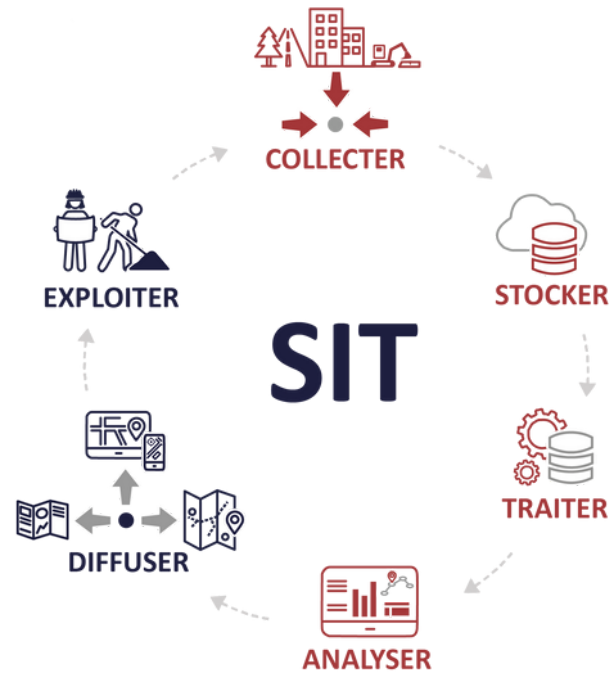 COLLECTER
STOCKER
TRAITER
ANALYSER
DIFFUSER
EXPLOITER
SIT